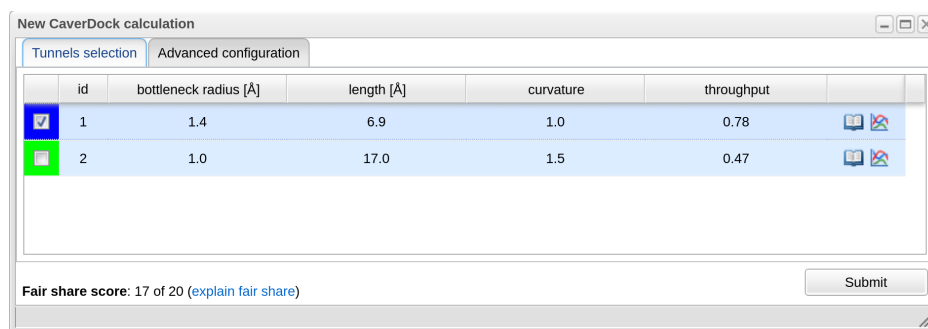 New CaverDock calculation
Tunnels selection Advanced configuration
id bottleneck radius [Å] length [Å] curvature throughput
1 1.4 6.9 1.0 0.78
2 1.0 17.0 1.5 0.47
Fair share score: 17 of 20 (explain fair share)
Submit